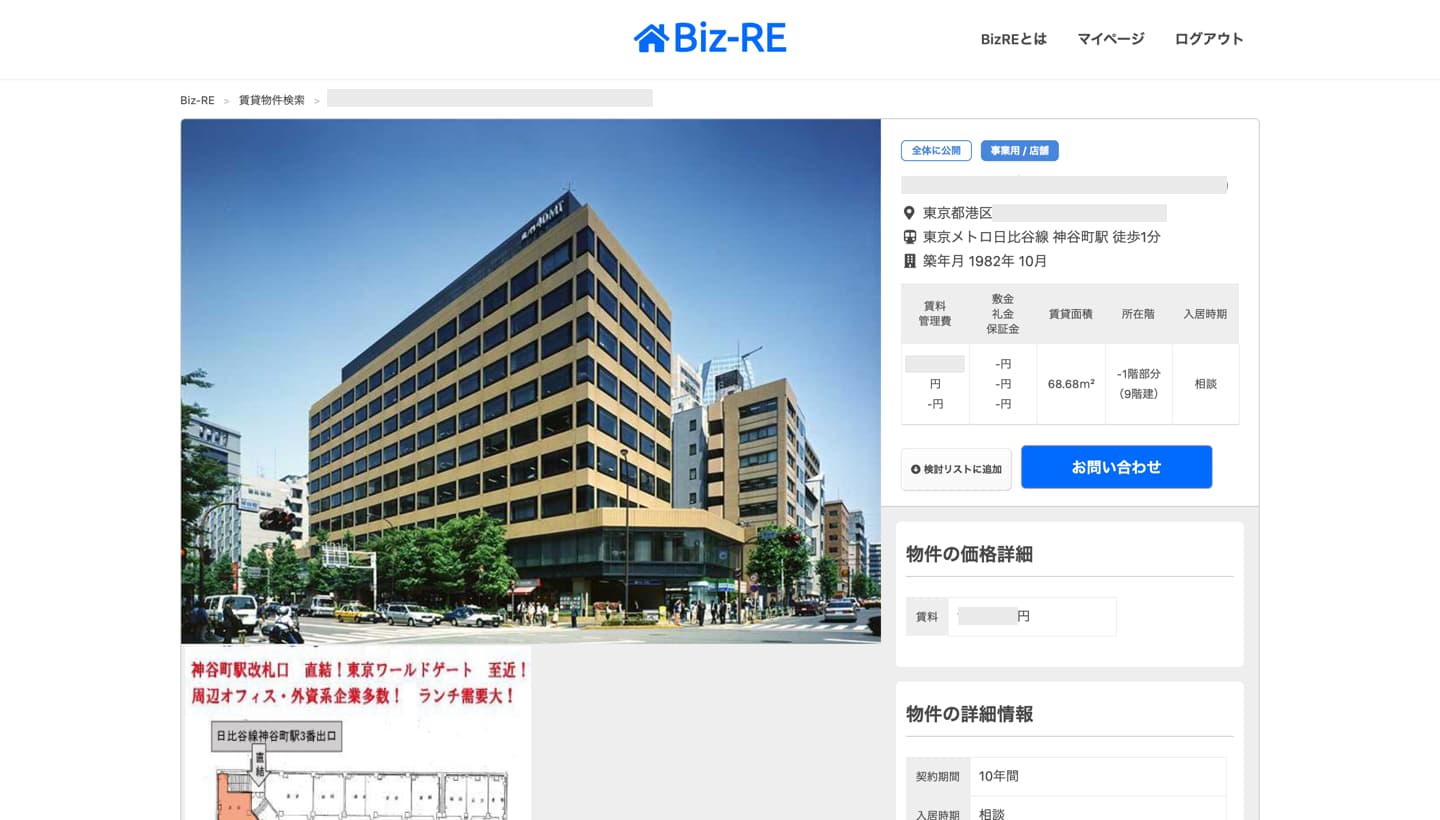 Biz-RE
BizREとは
マイページ
ログアウト
Biz-RE > 賃貸物件検索 >
全体に公開
事業用 / 店舗
東京都港区
東京メトロ日比谷線 神谷町駅 徒歩1分
築年月 1982年 10月
賃料
管理費
敷金
礼金
保証金
賃貸面積
所在階
入居時期
円
-円
-円
-円
-円
68.68m²
-1階部分
(9階建)
相談
検討リストに追加
お問い合わせ
物件の価格詳細
賃料
円
物件の詳細情報
契約期間
10年間
入居時期
相談
神谷町駅改札口 直結！東京ワールドゲート 至近！
周辺オフィス・外資系企業多数！ ランチ需要大！
日比谷線神谷町駅3番出口
直結